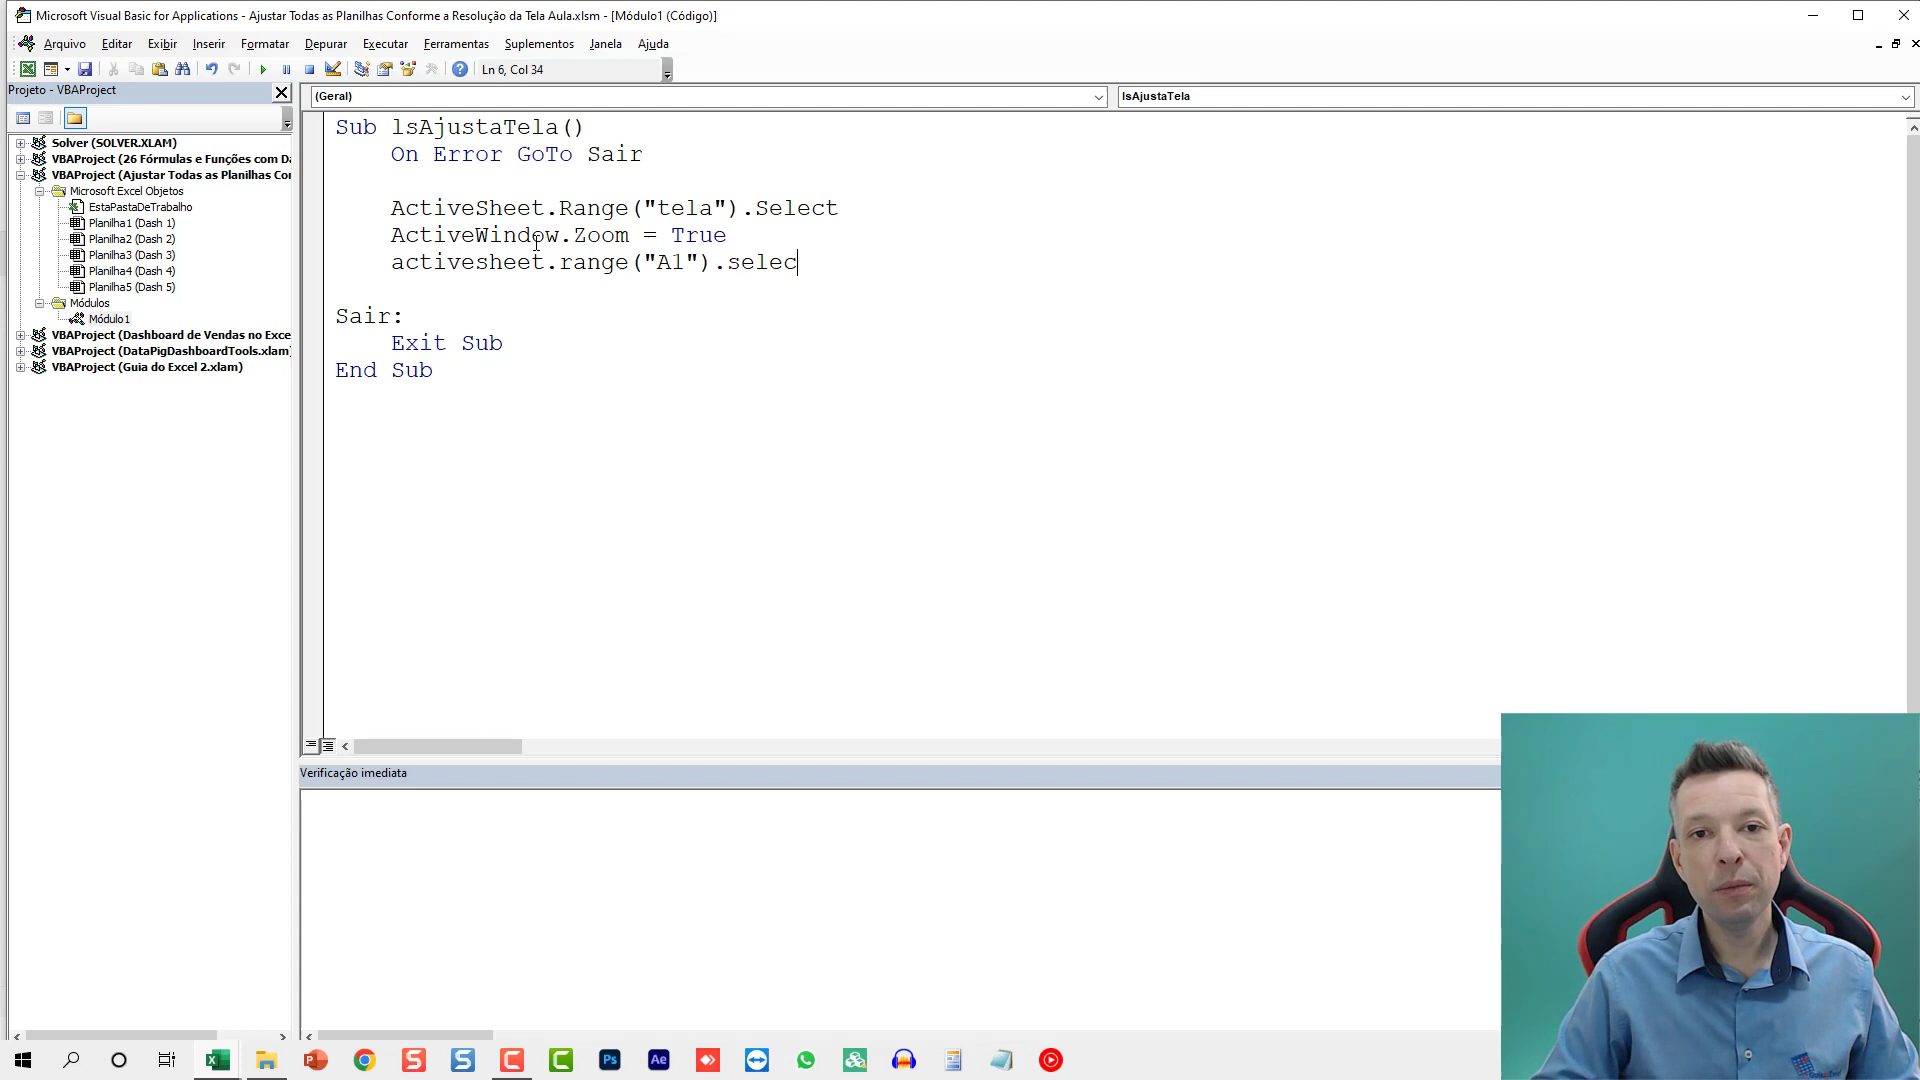 Microsoft Visual Basic for Applications - Ajustar Todas as Planilhas Conforme a Resolução da Tela Aula.xlsm - [Módulo1 (Código)]
Arquivo Editar Exibir Inserir Formatar Depurar Executar Ferramentas Suplementos Janela Ajuda
Ln 6, Col 34
Projeto - VBAProject
(Geral)
lsAjustaTela
Solver (SOLVER.XLAM)
VBAProject (26 Fórmulas e Funções com Da
VBAProject (Ajustar Todas as Planilhas Con
Microsoft Excel Objetos
EstaPastaDeTrabalho
Planilha1 (Dash 1)
Planilha2 (Dash 2)
Planilha3 (Dash 3)
Planilha4 (Dash 4)
Planilha5 (Dash 5)
Módulos
Módulo1
VBAProject (Dashboard de Vendas no Exce
VBAProject (DataPigDashboardTools.xlam)
VBAProject (Guia do Excel 2.xlam)
Sub lsAjustaTela()
On Error GoTo Sair
ActiveSheet.Range("tela").Select
ActiveWindow.Zoom = True
activesheet.range("A1").selec
Sair:
Exit Sub
End Sub
Verificação imediata
Ps
Ae